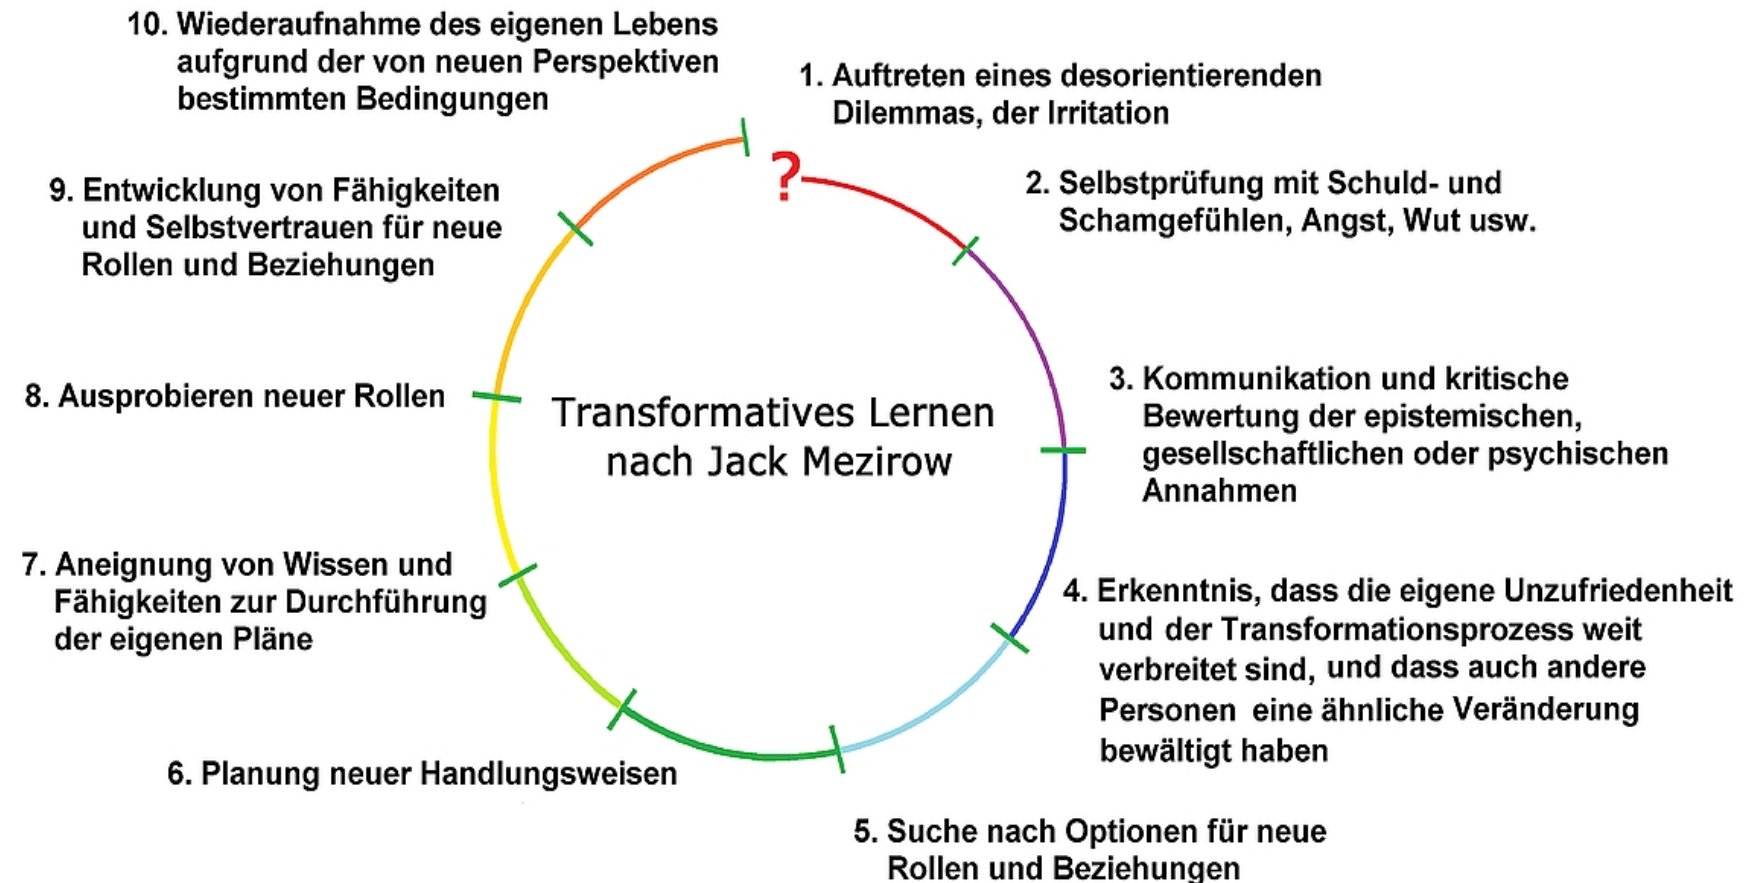 10. Wiederaufnahme des eigenen Lebens
aufgrund der von neuen Perspektiven
bestimmten Bedingungen
1. Auftreten eines desorientierenden
Dilemmas, der Irritation
?
2. Selbstprüfung mit Schuld- und
Schamgefühlen, Angst, Wut usw.
9. Entwicklung von Fähigkeiten
und Selbstvertrauen für neue
Rollen und Beziehungen
3. Kommunikation und kritische
Bewertung der epistemischen,
gesellschaftlichen oder psychischen
Annahmen
8. Ausprobieren neuer Rollen
Transformatives Lernen
nach Jack Mezirow
4. Erkenntnis, dass die eigene Unzufriedenheit
und der Transformationsprozess weit
verbreitet sind, und dass auch andere
Personen eine ähnliche Veränderung
bewältigt haben
7. Aneignung von Wissen und
Fähigkeiten zur Durchführung
der eigenen Pläne
6. Planung neuer Handlungsweisen
5. Suche nach Optionen für neue
Rollen und Beziehungen